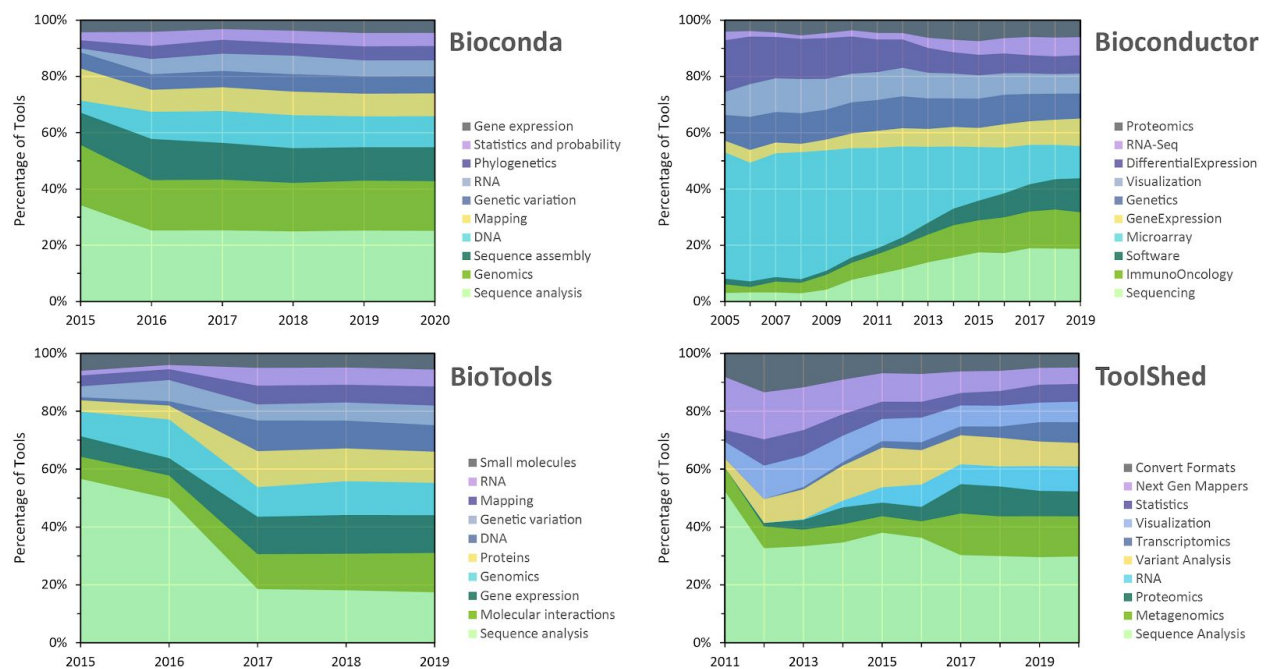 Bioconda
Percentage of Tools
100%
80%
60%
40%
20%
0%
2015 2016 2017 2018 2019 2020
Gene expression
Statistics and probability
Phylogenetics
RNA
Genetic variation
Mapping
DNA
Sequence assembly
Genomics
Sequence analysis
Bioconductor
Percentage of Tools
100%
80%
60%
40%
20%
0%
2005 2007 2009 2011 2013 2015 2017 2019
Proteomics
RNA-Seq
DifferentialExpression
Visualization
Genetics
GeneExpression
Microarray
Software
ImmunoOncology
Sequencing
BioTools
Percentage of Tools
100%
80%
60%
40%
20%
0%
2015 2016 2017 2018 2019
Small molecules
RNA
Mapping
Genetic variation
DNA
Proteins
Genomics
Gene expression
Molecular interactions
Sequence analysis
ToolShed
Percentage of Tools
100%
80%
60%
40%
20%
0%
2011 2013 2015 2017 2019
Convert Formats
Next Gen Mappers
Statistics
Visualization
Transcriptomics
Variant Analysis
RNA
Proteomics
Metagenomics
Sequence Analysis